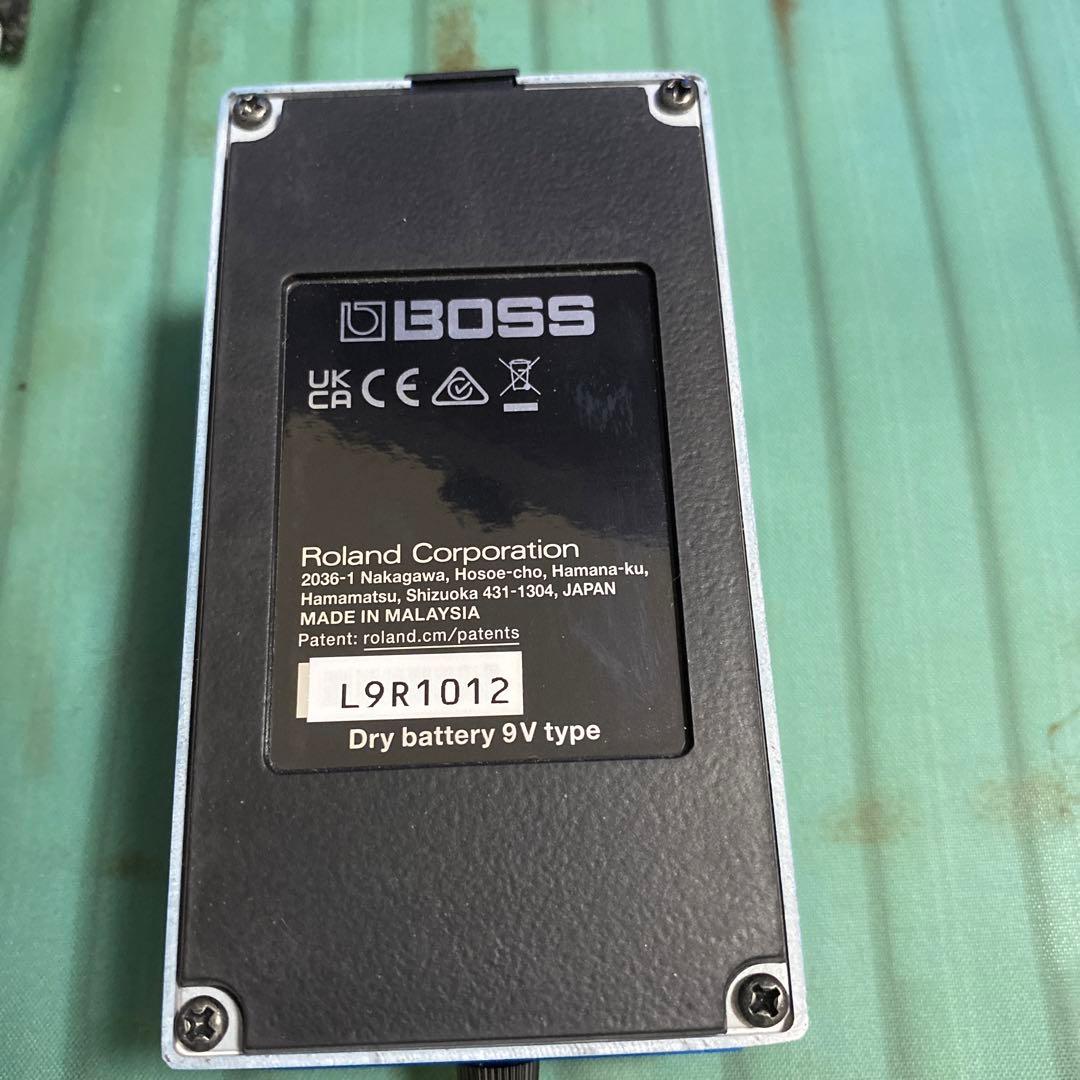 BOSS
UK
CA CE
Roland Corporation
2036-1 Nakagawa, Hosoe-cho, Hamana-ku,
Hamamatsu, Shizuoka 431-1304, JAPAN
MADE IN MALAYSIA
Patent: roland.cm/patents
L9R1012
Dry battery 9V type